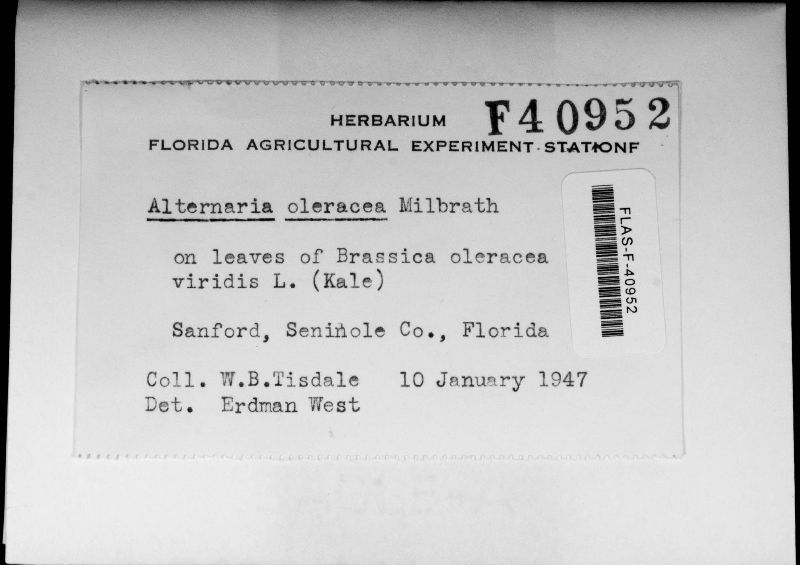 HERBARIUM F40952
FLORIDA AGRICULTURAL EXPERIMENT STATIONF
Alternaria oleracea Milbrath
on leaves of Brassica oleracea
viridis L. (Kale)
Sanford, Seminole Co., Florida
Coll. W.B.Tisdale 10 January 1947
Det. Erdman West
FLAS-F-40952